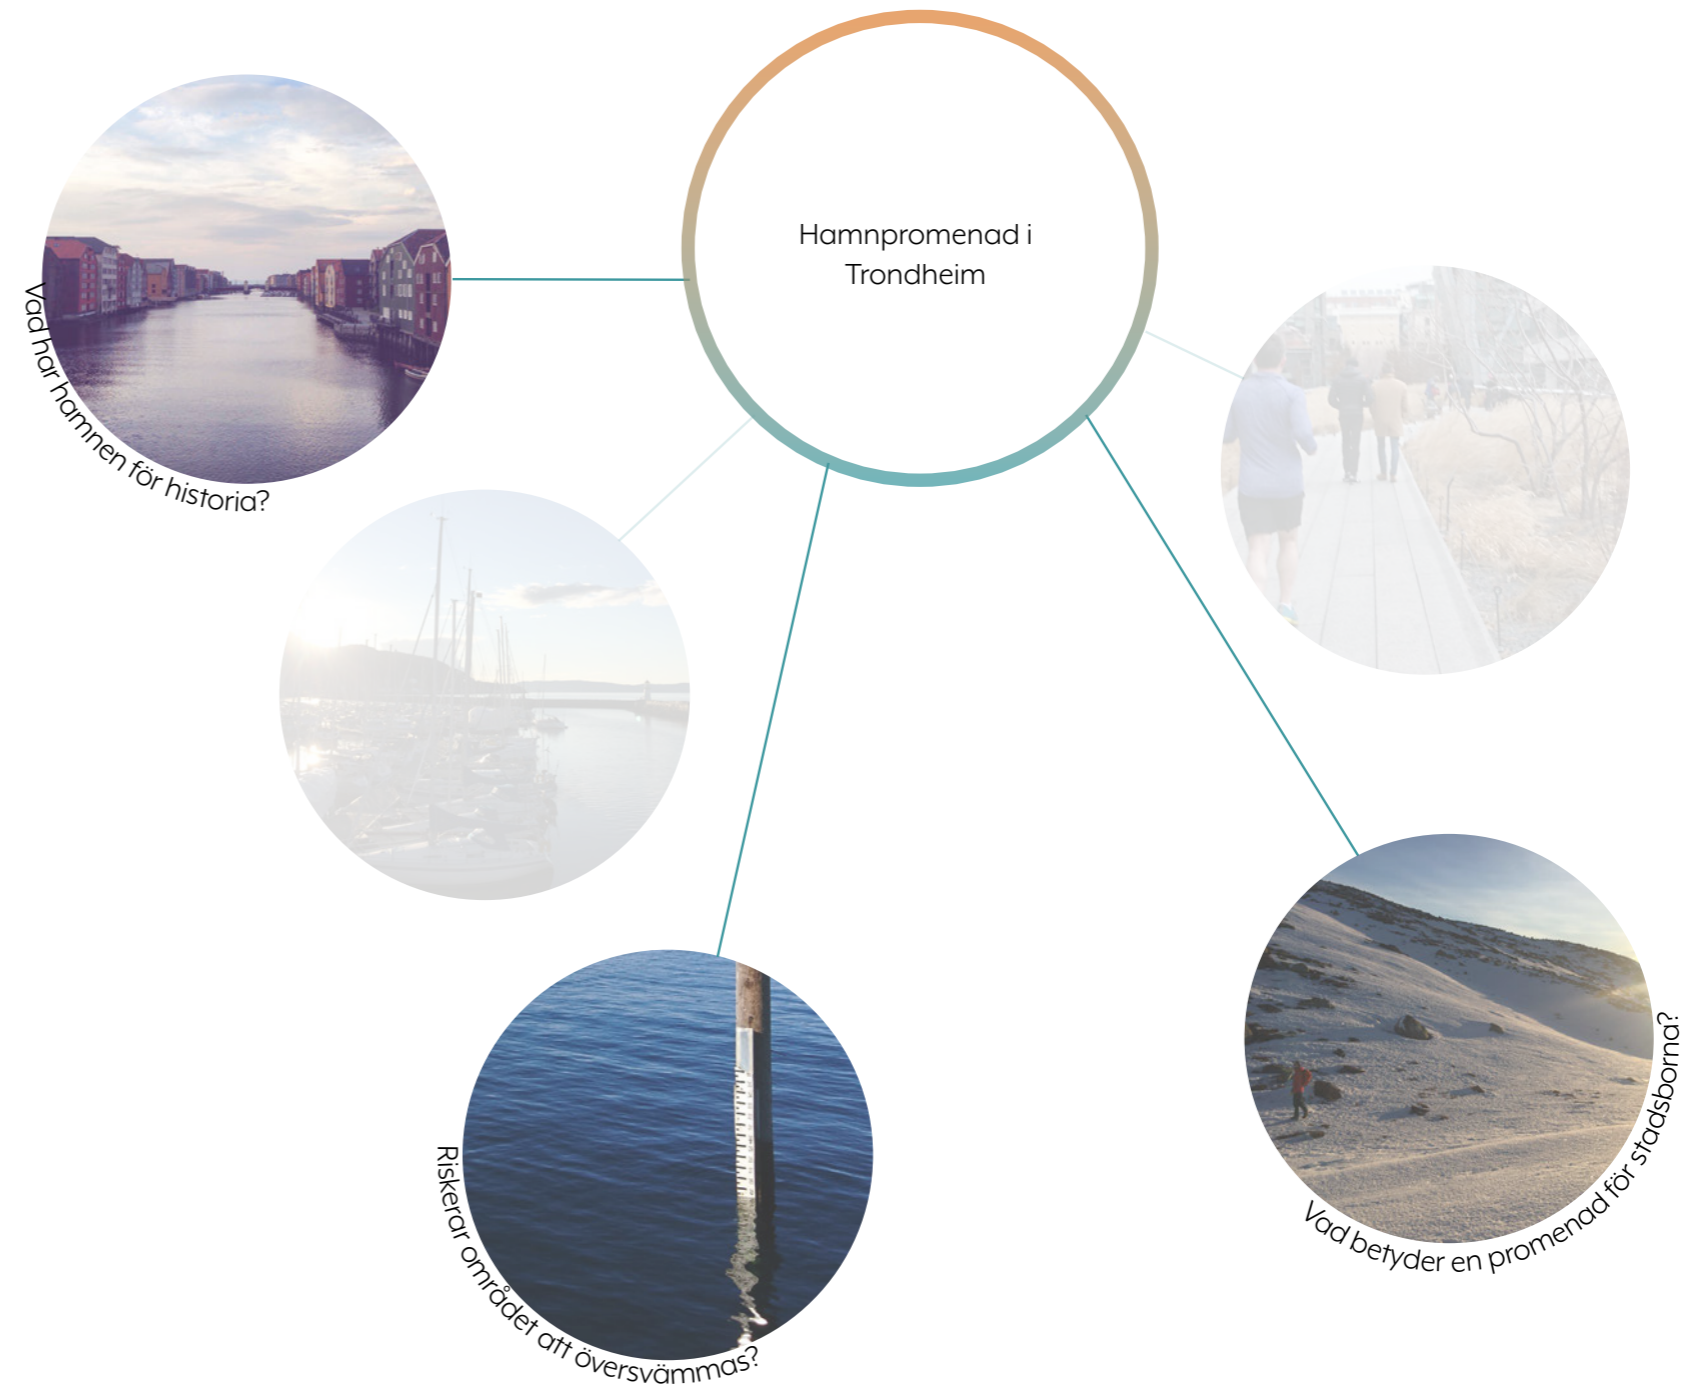 Hamnpromenad i
Trondheim
Vad har hamnen för historia?
Riskerar området att översvämmas?
Vad betyder en promenad för stadsborna?